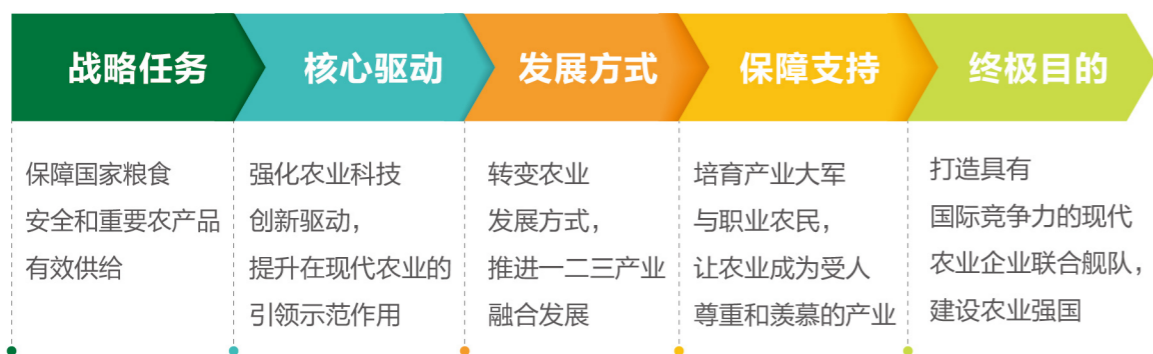 战略任务
保障国家粮食
安全和重要农产品
有效供给
核心驱动
强化农业科技
创新驱动，
提升在现代农业的
引领示范作用
发展方式
转变农业
发展方式，
推进一二三产业
融合发展
保障支持
培育产业大军
与职业农民，
让农业成为受人
尊重和羡慕的产业
终极目的
打造具有
国际竞争力的现代
农业企业联合舰队，
建设农业强国